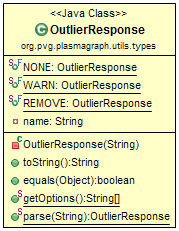 <<Java Class>>
OutlierResponse
org.pvg.plasmagraph.utils.types
NONE: OutlierResponse
WARN: OutlierResponse
REMOVE: OutlierResponse
name: String
OutlierResponse(String)
toString():String
equals(Object):boolean
getOptions():String[]
parse(String):OutlierResponse